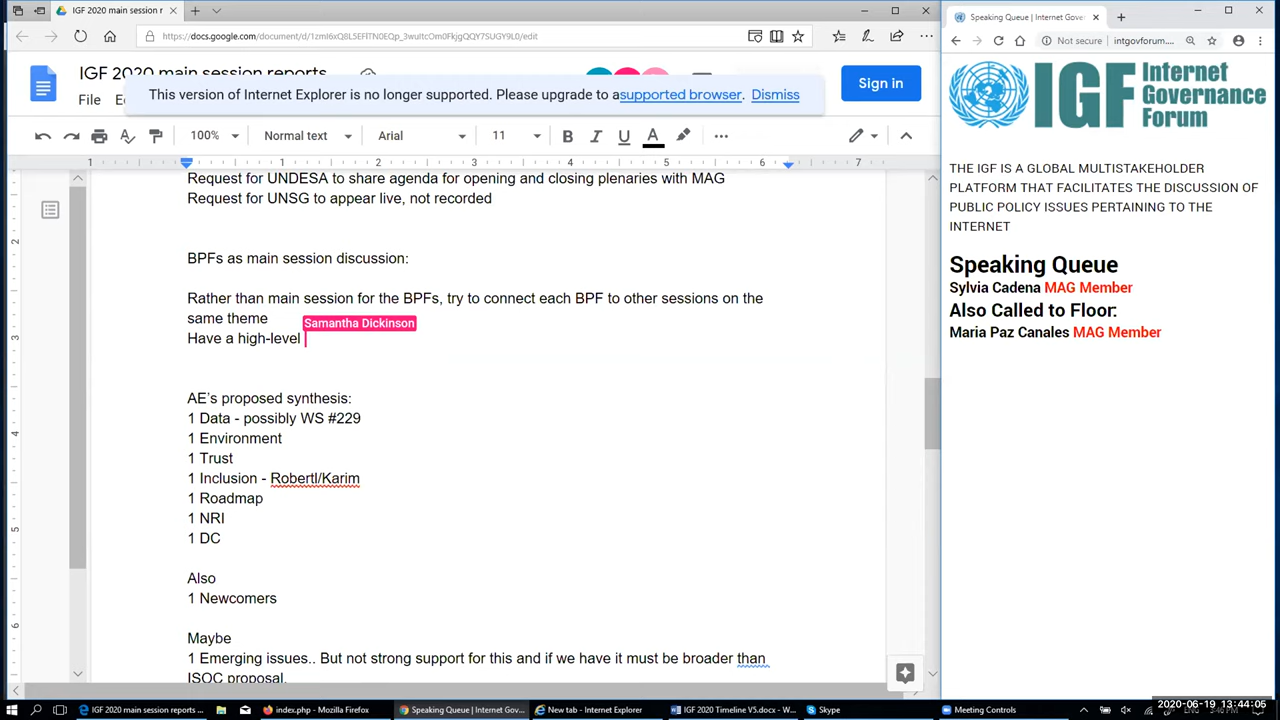 IGF 2020 main session r
https://docs.google.com/document/d/1zml6xQ8L5EFlTN0EQp_3wultcOm0FkjgQQY7SUGY9L0/edit
IGF 2020 main session reports
File
This version of Internet Explorer is no longer supported. Please upgrade to a supported browser. Dismiss
Sign in
100%
Normal text
Arial
11
1 1 2 3 4 5 6 7
Request for UNDESA to share agenda for opening and closing plenaries with MAG
Request for UNSG to appear live, not recorded
BPFs as main session discussion:
Rather than main session for the BPFs, try to connect each BPF to other sessions on the
same theme
Samantha Dickinson
Have a high-level
AE's proposed synthesis:
1 Data - possibly WS #229
1 Environment
1 Trust
1 Inclusion - Robertl/Karim
1 Roadmap
1 NRI
1 DC
Also
1 Newcomers
Maybe
1 Emerging issues.. But not strong support for this and if we have it must be broader than
ISOC proposal.
Speaking Queue | Internet Gove
Not secure
intgovforum....
IGF
Internet
Governance
Forum
THE IGF IS A GLOBAL MULTISTAKEHOLDER
PLATFORM THAT FACILITATES THE DISCUSSION OF
PUBLIC POLICY ISSUES PERTAINING TO THE
INTERNET
Speaking Queue
Sylvia Cadena MAG Member
Also Called to Floor:
Maria Paz Canales MAG Member
IGF 2020 main session reports ...
index.php - Mozilla Firefox
Speaking Queue | Internet Gov...
New tab - Internet Explorer
IGF 2020 Timeline V5.docx - W...
Skype
Meeting Controls
2020-06-19 13:44:05